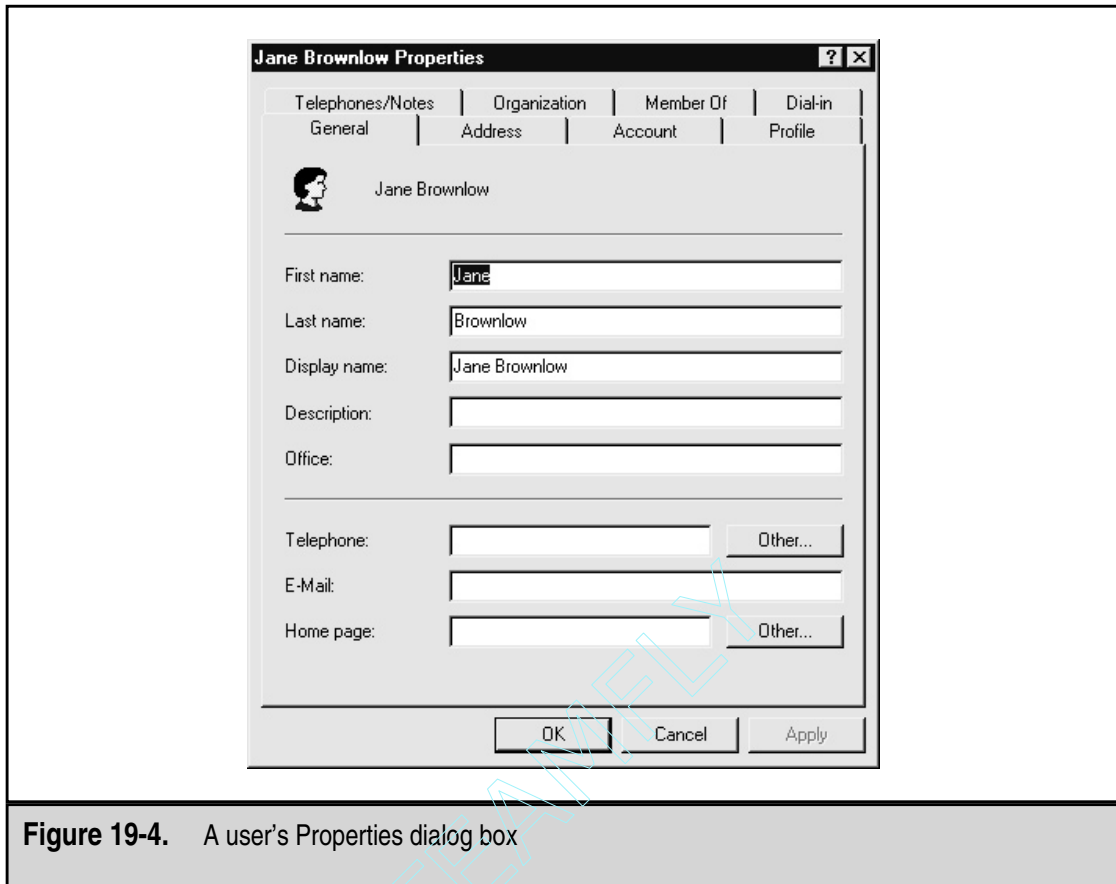 Jane Brownlow Properties
Telephones/Notes Organization Member Of Dial-in
General Address Account Profile
Jane Brownlow
First name: Jane
Last name: Brownlow
Display name: Jane Brownlow
Description:
Office:
Telephone: Other...
E-Mail:
Home page: Other...
OK Cancel Apply
Figure 19-4. A user's Properties dialog box
TEAMFLY